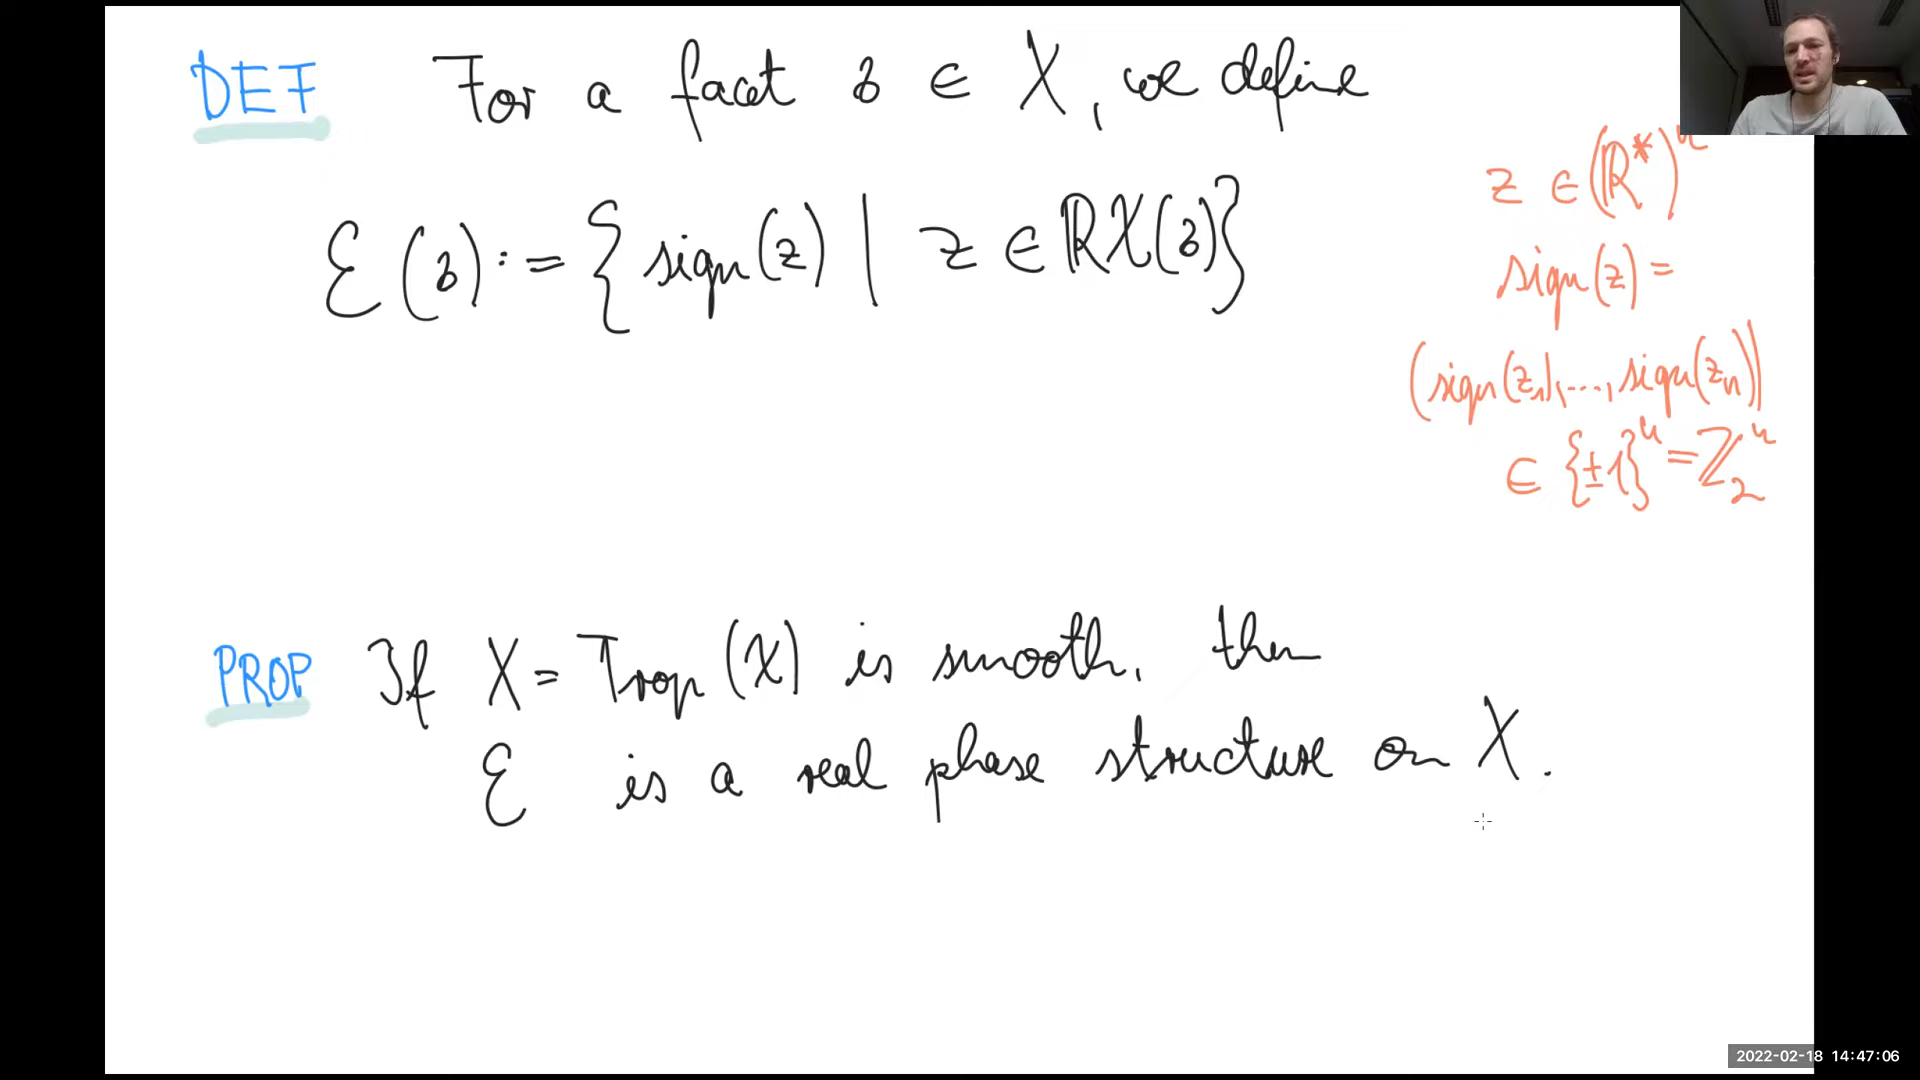 DEF For a facet σ ∈ X, we define
ℰ(σ) := {sign(z) | z ∈ ℝ𝒳(σ)}
z ∈ (ℝ*)ⁿ
sign(z) =
(sign(z₁), ..., sign(zₙ))
∈ {±1}ⁿ = ℤ₂ⁿ
PROP If X = Trop(𝒳) is smooth, then
ℰ is a real phase structure on X.
2022-02-18 14:47:06